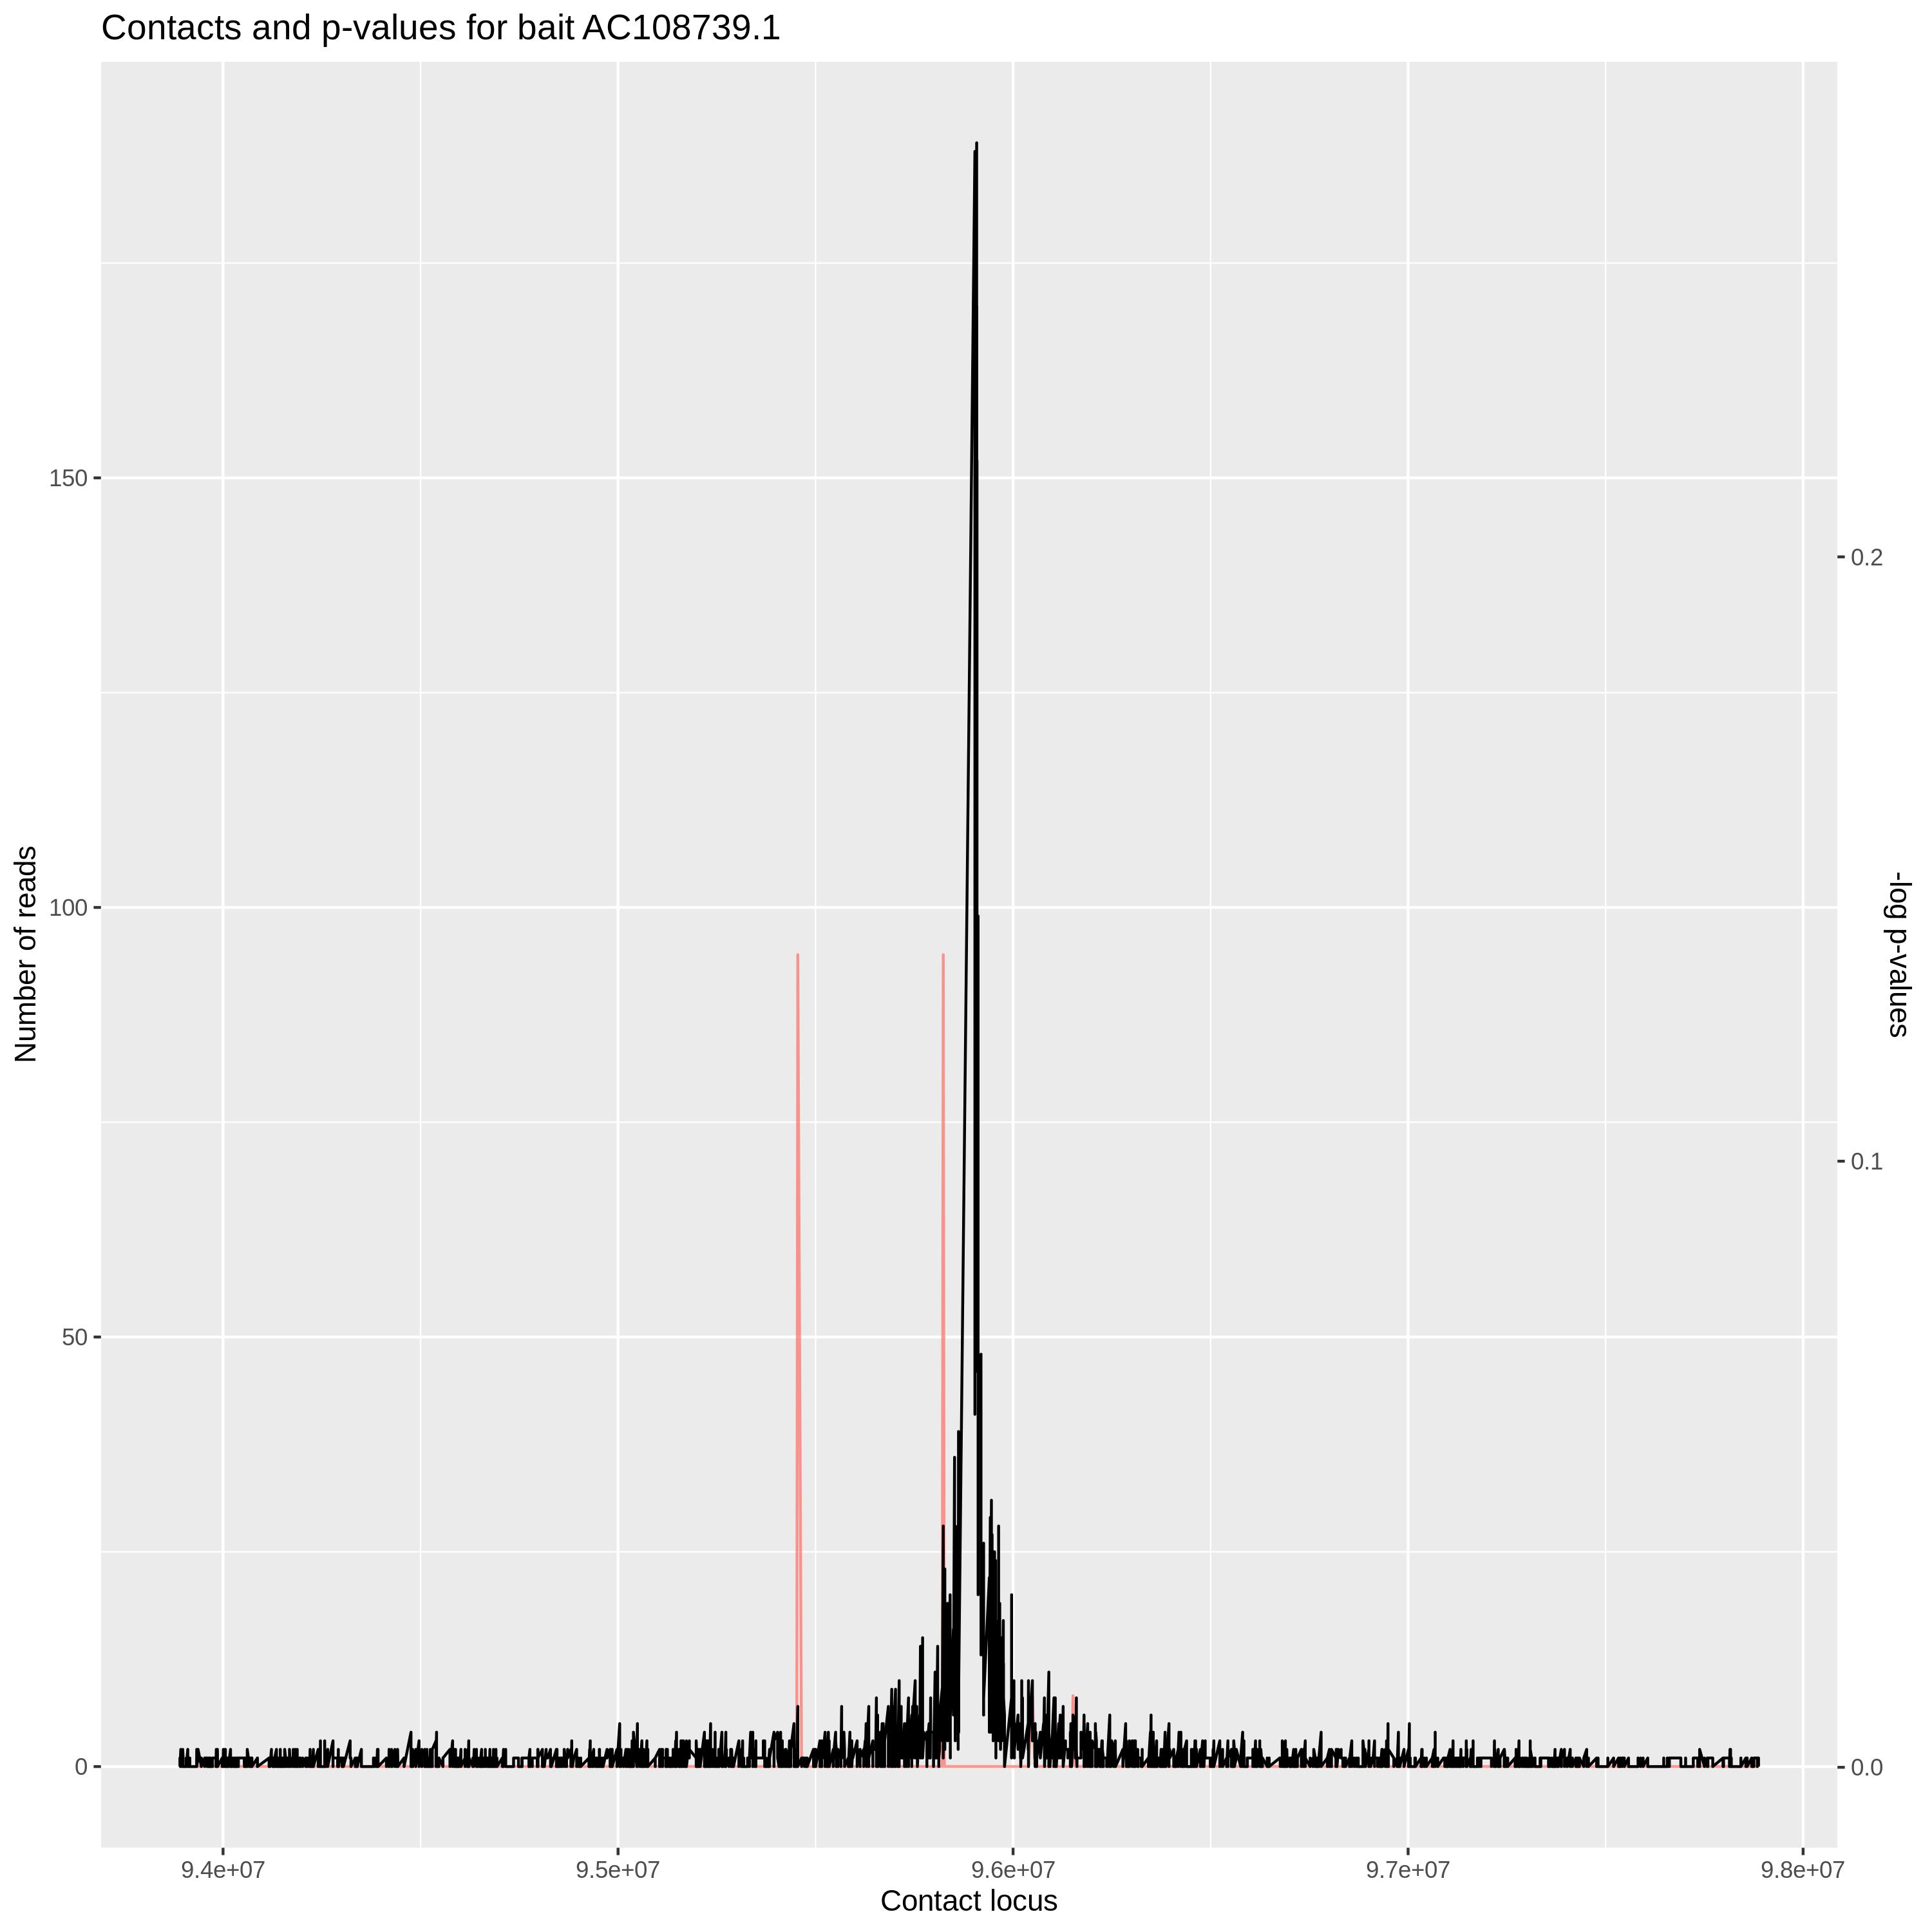 Contacts and p-values for bait AC108739.1
Number of reads
150
100
50
0
0.2
0.1
0.0
-log p-values
9.4e+07 9.5e+07 9.6e+07 9.7e+07 9.8e+07
Contact locus